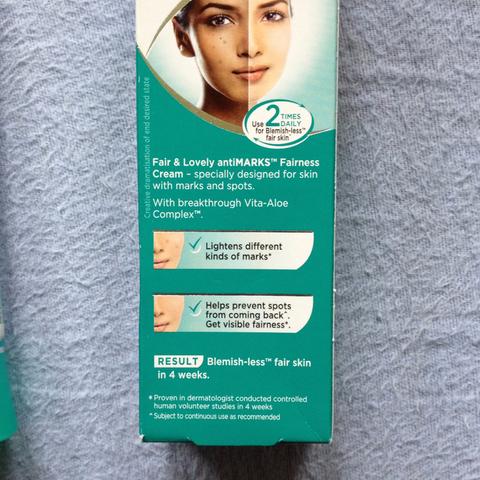 Creative dramatisation of end desired state
Use 2 TIMES
DAILY
for Blemish-less™
fair skin^
Fair & Lovely antiMARKS™ Fairness
Cream – specially designed for skin
with marks and spots.
With breakthrough Vita-Aloe
Complex™.
Lightens different
kinds of marks*
Helps prevent spots
from coming back^.
Get visible fairness*.
RESULT Blemish-less™ fair skin
in 4 weeks.
* Proven in dermatologist conducted controlled
human volunteer studies in 4 weeks
^ Subject to continuous use as recommended